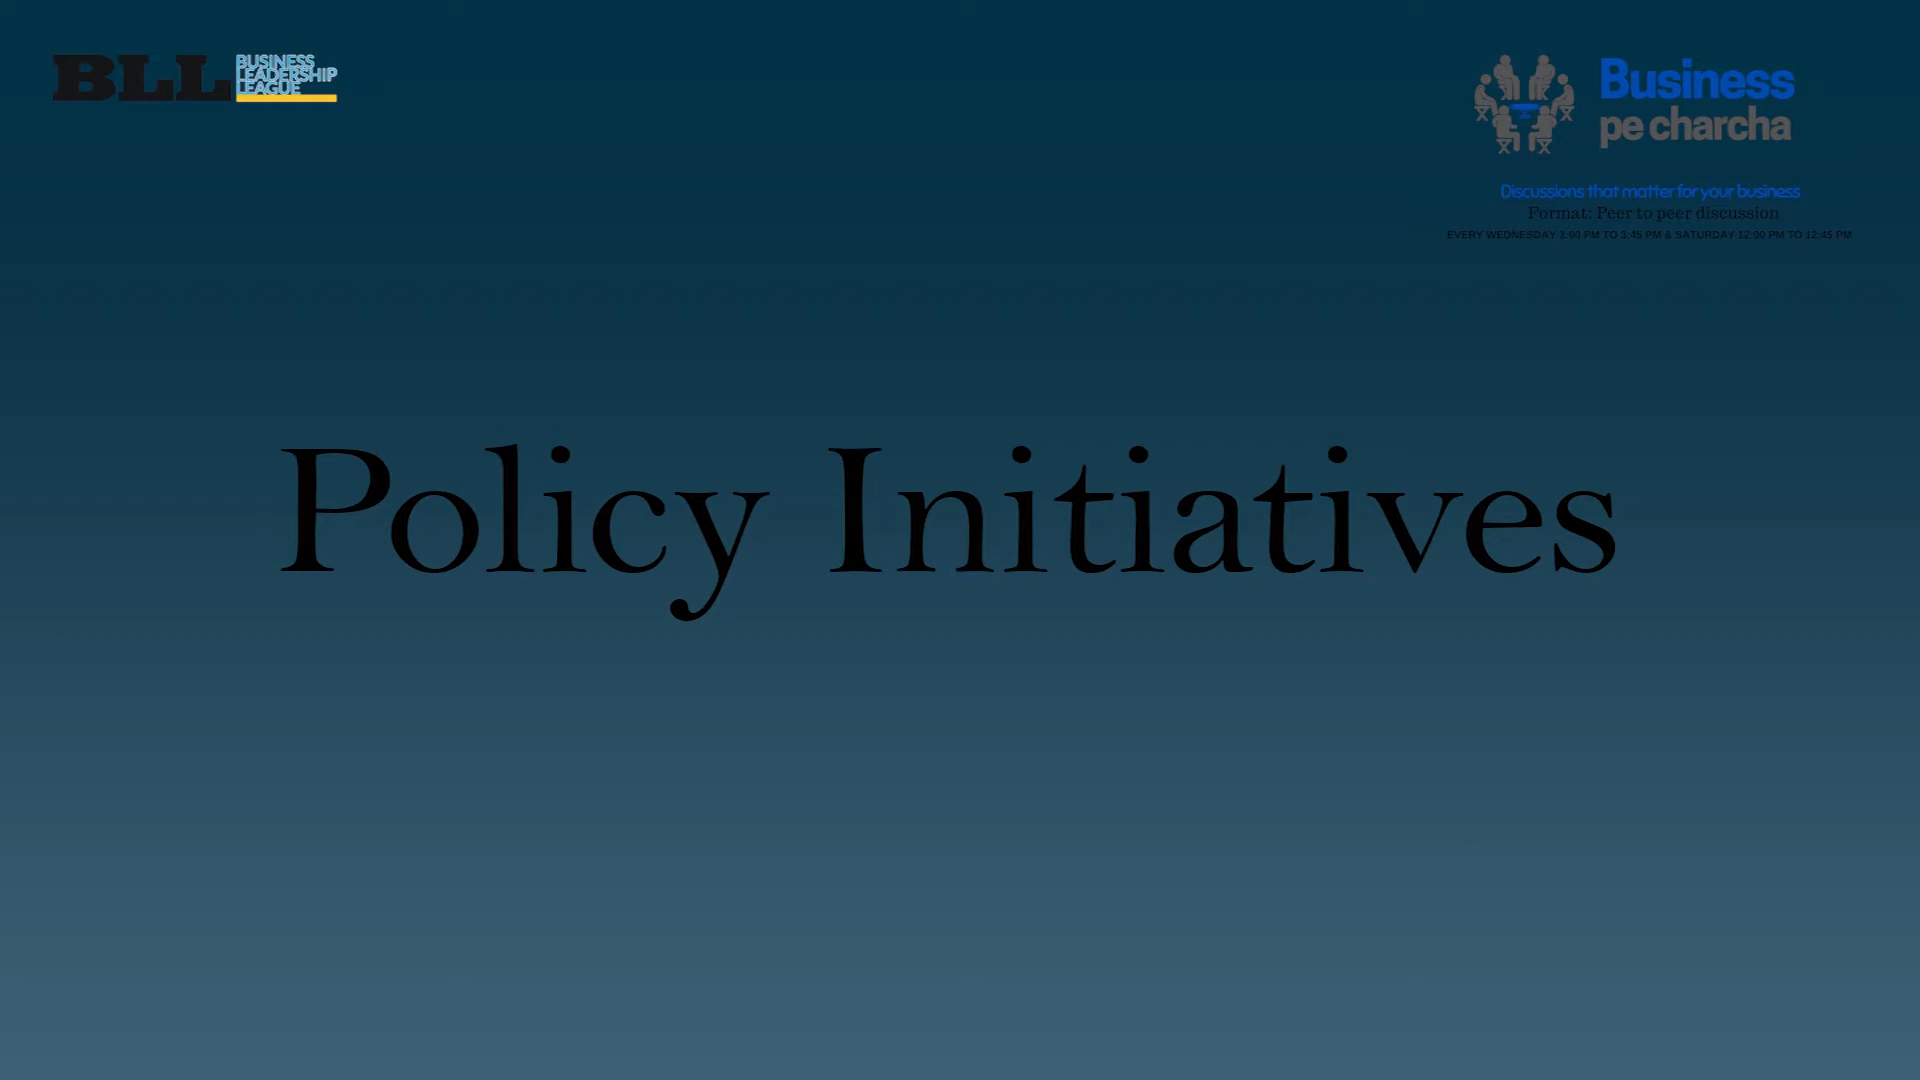 BLL
BUSINESS
LEADERSHIP
LEAGUE
Business
pe charcha
Discussions that matter for your business
Format: Peer to peer discussion
EVERY WEDNESDAY 3:00 PM TO 3:45 PM & SATURDAY 12:00 PM TO 12:45 PM
Policy Initiatives